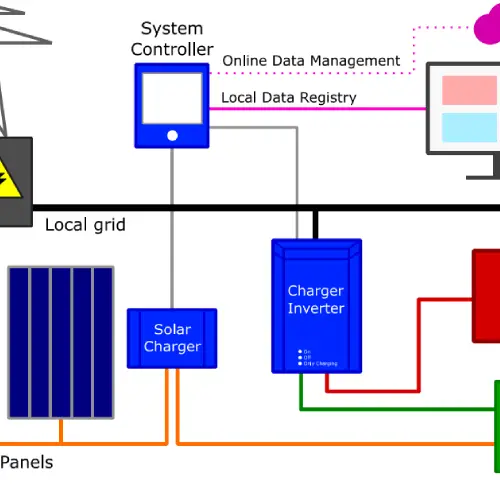 System
Controller
Online Data Management
Local Data Registry
Local grid
Charger
Inverter
On
Off
Only Charging
Solar
Charger
Panels